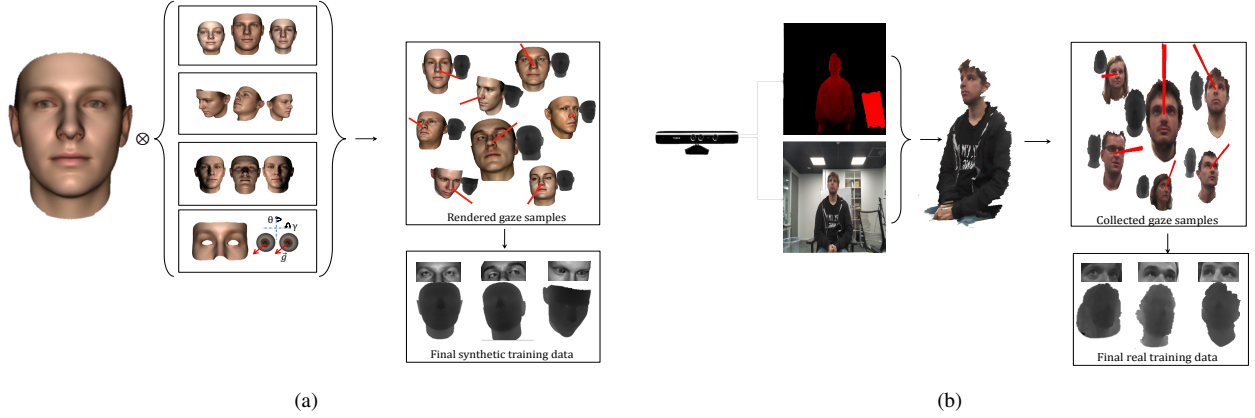 ⊗
θ
γ
g⃗
Rendered gaze samples
Final synthetic training data
(a)
Collected gaze samples
Final real training data
(b)